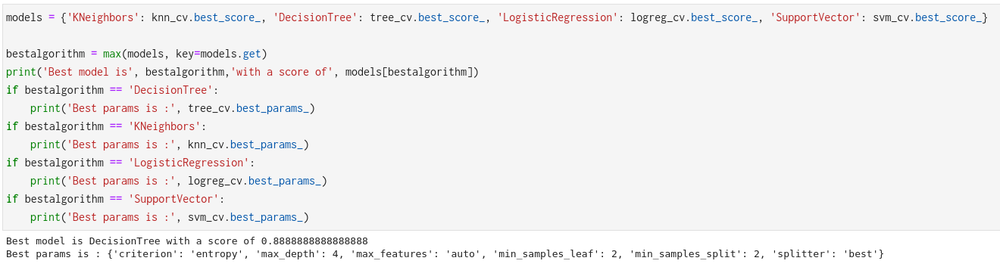 models = {'KNeighbors': knn_cv.best_score_, 'DecisionTree': tree_cv.best_score_, 'LogisticRegression': logreg_cv.best_score_, 'SupportVector': svm_cv.best_score_}
bestalgorithm = max(models, key=models.get)
print('Best model is', bestalgorithm,'with a score of', models[bestalgorithm])
if bestalgorithm == 'DecisionTree':
    print('Best params is :', tree_cv.best_params_)
if bestalgorithm == 'KNeighbors':
    print('Best params is :', knn_cv.best_params_)
if bestalgorithm == 'LogisticRegression':
    print('Best params is :', logreg_cv.best_params_)
if bestalgorithm == 'SupportVector':
    print('Best params is :', svm_cv.best_params_)
Best model is DecisionTree with a score of 0.8888888888888888
Best params is : {'criterion': 'entropy', 'max_depth': 4, 'max_features': 'auto', 'min_samples_leaf': 2, 'min_samples_split': 2, 'splitter': 'best'}